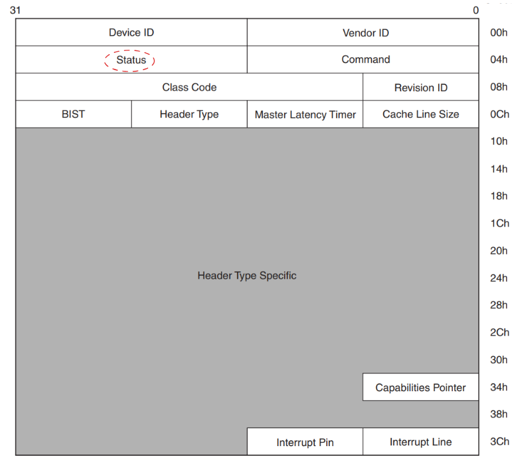 31 0
Device ID Vendor ID 00h
Status Command 04h
Class Code Revision ID 08h
BIST Header Type Master Latency Timer Cache Line Size 0Ch
10h
14h
18h
1Ch
20h
Header Type Specific 24h
28h
2Ch
30h
Capabilities Pointer 34h
38h
Interrupt Pin Interrupt Line 3Ch